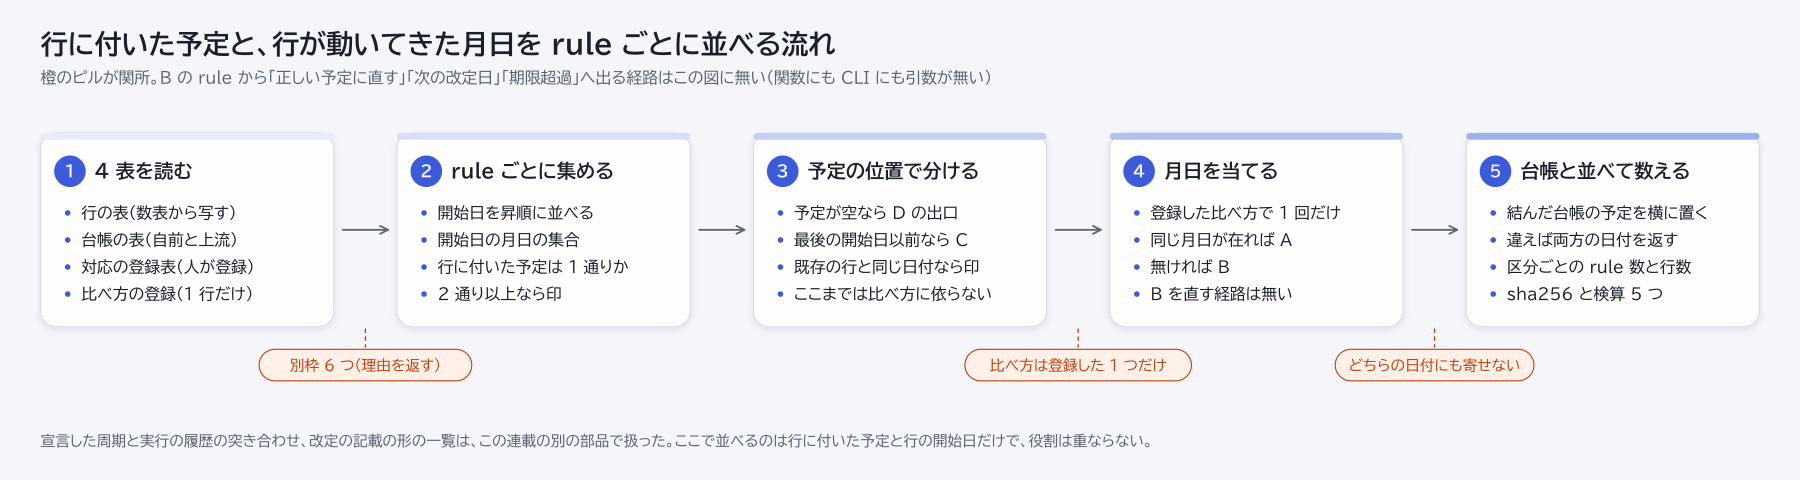 行に付いた予定と、行が動いてきた月日を rule ごとに並べる流れ
橙のピルが関所。B の rule から「正しい予定に直す」「次の改定日」「期限超過」へ出る経路はこの図に無い（関数にも CLI にも引数が無い）
1 4 表を読む
行の表（数表から写す）
台帳の表（自前と上流）
対応の登録表（人が登録）
比べ方の登録（1 行だけ）
2 rule ごとに集める
開始日を昇順に並べる
開始日の月日の集合
行に付いた予定は 1 通りか
2 通り以上なら印
3 予定の位置で分ける
予定が空なら D の出口
最後の開始日以前なら C
既存の行と同じ日付なら印
ここまでは比べ方に依らない
4 月日を当てる
登録した比べ方で 1 回だけ
同じ月日が在れば A
無ければ B
B を直す経路は無い
5 台帳と並べて数える
結んだ台帳の予定を横に置く
違えば両方の日付を返す
区分ごとの rule 数と行数
sha256 と検算 5 つ
別枠 6 つ（理由を返す）
比べ方は登録した 1 つだけ
どちらの日付にも寄せない
宣言した周期と実行の履歴の突き合わせ、改定の記載の形の一覧は、この連載の別の部品で扱った。ここで並べるのは行に付いた予定と行の開始日だけで、役割は重ならない。